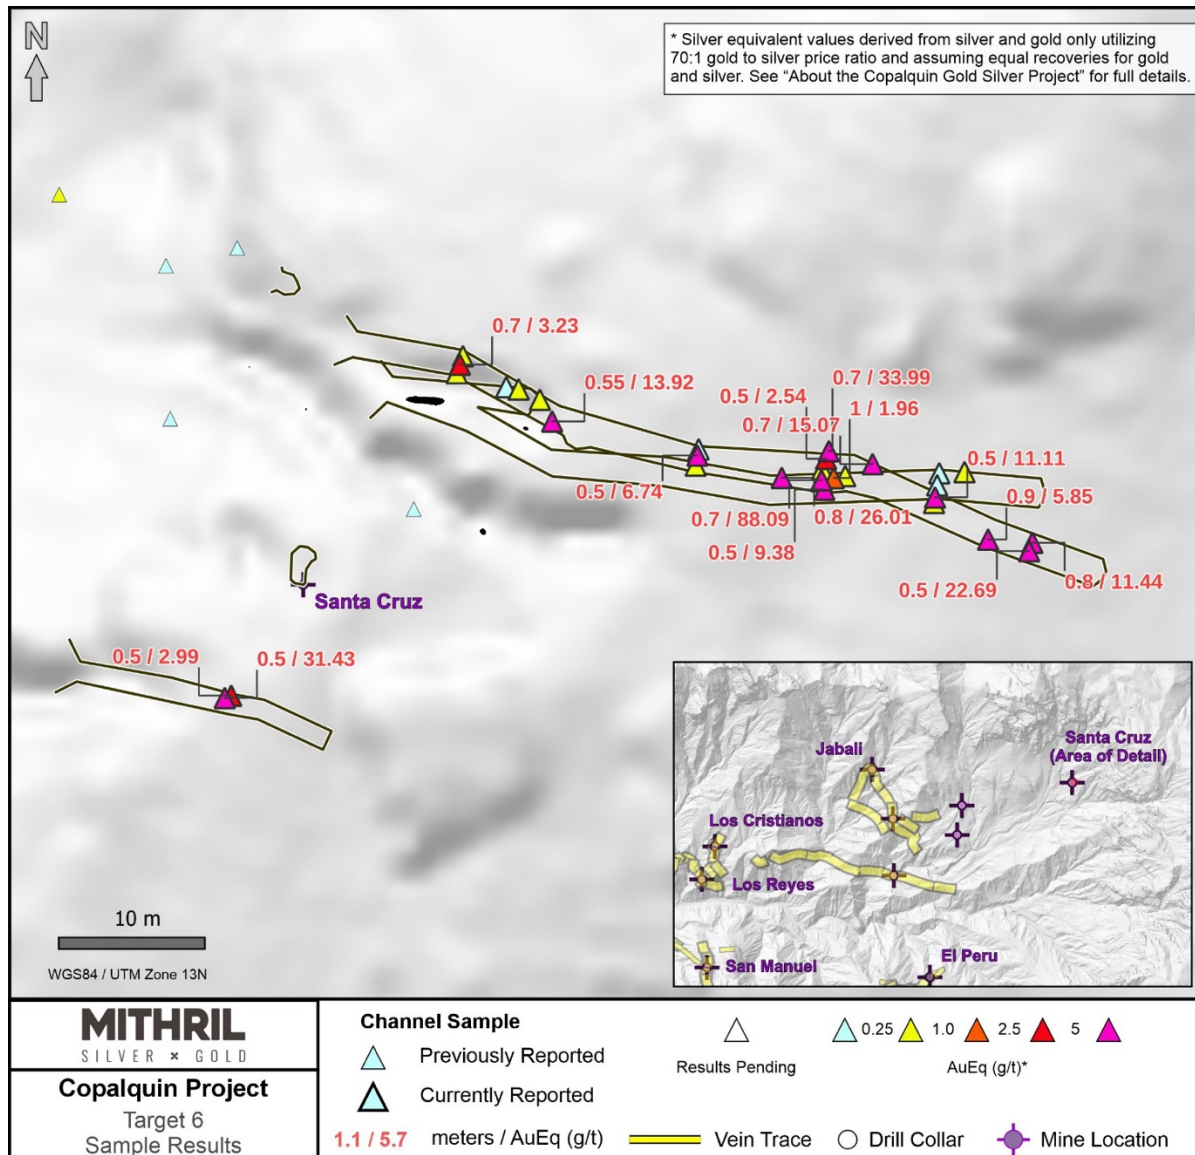 N
* Silver equivalent values derived from silver and gold only utilizing
70:1 gold to silver price ratio and assuming equal recoveries for gold
and silver. See “About the Copalquin Gold Silver Project” for full details.
0.7 / 3.23
0.55 / 13.92
0.7 / 33.99
0.5 / 2.54
1 / 1.96
0.7 / 15.07
0.5 / 11.11
0.5 / 6.74
0.9 / 5.85
0.7 / 88.09
0.8 / 26.01
0.5 / 9.38
0.8 / 11.44
0.5 / 22.69
Santa Cruz
0.5 / 2.99
0.5 / 31.43
Santa Cruz
(Area of Detail)
Jabali
Los Cristianos
Los Reyes
San Manuel
El Peru
10 m
WGS84 / UTM Zone 13N
MITHRIL
SILVER × GOLD
Copalquin Project
Target 6
Sample Results
Channel Sample
Previously Reported
Currently Reported
1.1 / 5.7 meters / AuEq (g/t)
Results Pending
0.25 1.0 2.5 5
AuEq (g/t)*
Vein Trace
Drill Collar
Mine Location